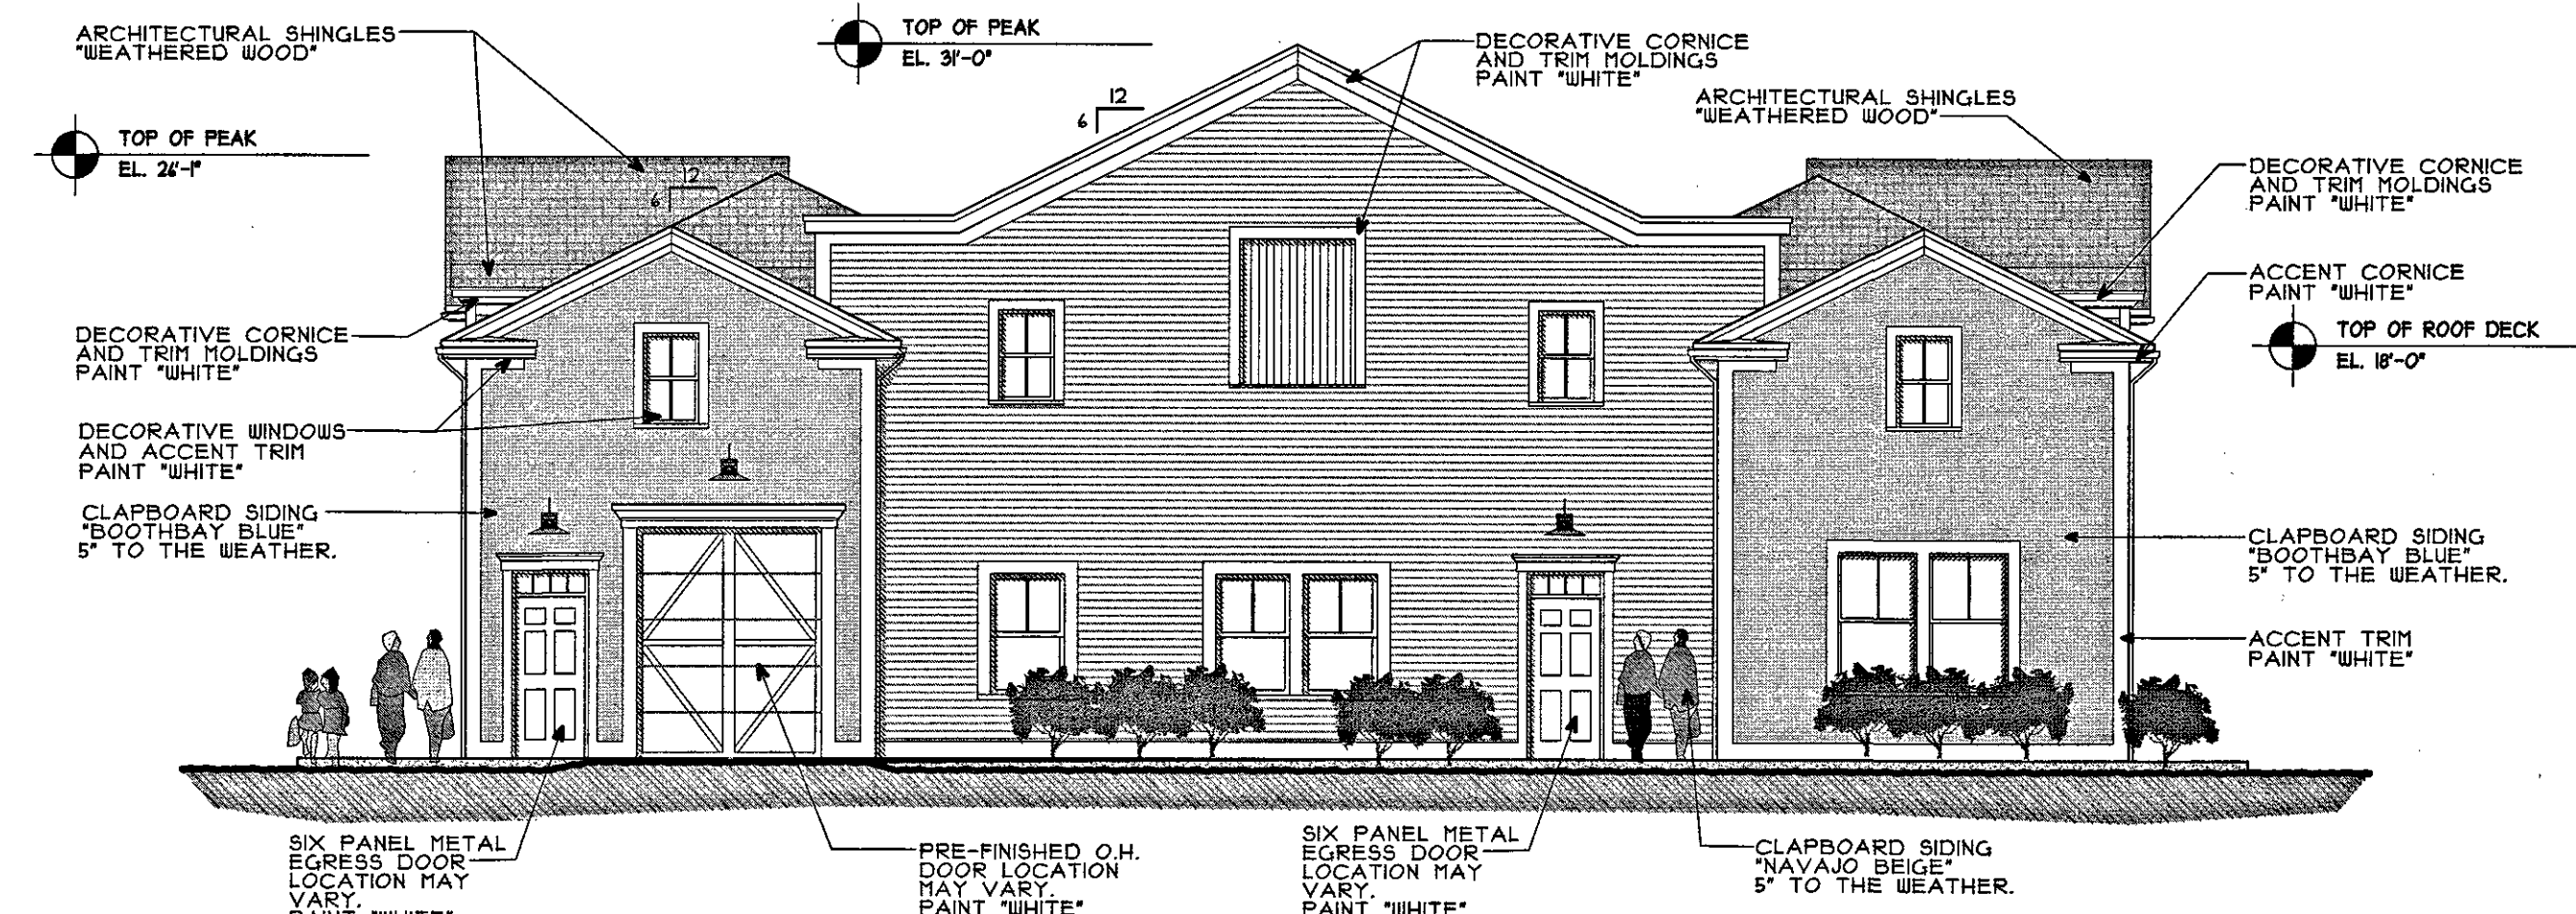 ARCHITECTURAL SHINGLES
"WEATHERED WOOD"
TOP OF PEAK
EL. 31'-0"
DECORATIVE CORNICE
AND TRIM MOLDINGS
PAINT "WHITE"
ARCHITECTURAL SHINGLES
"WEATHERED WOOD"
12
6
TOP OF PEAK
EL. 26'-1"
12
6
DECORATIVE CORNICE
AND TRIM MOLDINGS
PAINT "WHITE"
ACCENT CORNICE
PAINT "WHITE"
TOP OF ROOF DECK
EL. 18'-0"
DECORATIVE CORNICE
AND TRIM MOLDINGS
PAINT "WHITE"
DECORATIVE WINDOWS
AND ACCENT TRIM
PAINT "WHITE"
CLAPBOARD SIDING
"BOOTHBAY BLUE"
5" TO THE WEATHER.
CLAPBOARD SIDING
"BOOTHBAY BLUE"
5" TO THE WEATHER.
ACCENT TRIM
PAINT "WHITE"
SIX PANEL METAL
EGRESS DOOR
LOCATION MAY
VARY.
PAINT "WHITE"
PRE-FINISHED O.H.
DOOR LOCATION
MAY VARY.
PAINT "WHITE"
SIX PANEL METAL
EGRESS DOOR
LOCATION MAY
VARY.
PAINT "WHITE"
CLAPBOARD SIDING
"NAVAJO BEIGE"
5" TO THE WEATHER.